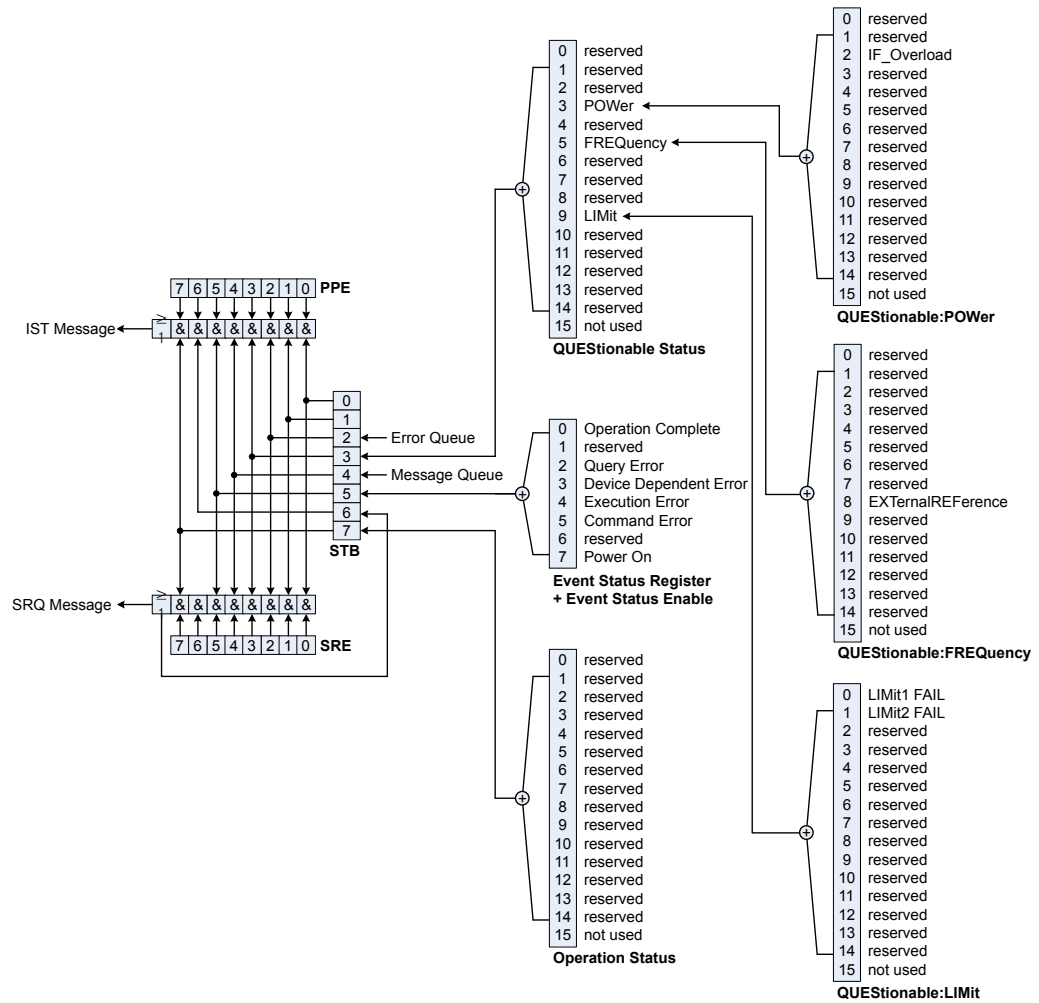 7 6 5 4 3 2 1 0 PPE
IST Message
≥ 1 & & & & & & & &
0
1
2
3
4
5
6
7
STB
Error Queue
Message Queue
SRQ Message
≥ 1 & & & & & & & &
7 6 5 4 3 2 1 0 SRE
0 reserved
1 reserved
2 reserved
3 POWer
4 reserved
5 FREQuency
6 reserved
7 reserved
8 reserved
9 LIMit
10 reserved
11 reserved
12 reserved
13 reserved
14 reserved
15 not used
QUEStionable Status
0 Operation Complete
1 reserved
2 Query Error
3 Device Dependent Error
4 Execution Error
5 Command Error
6 reserved
7 Power On
Event Status Register
+ Event Status Enable
0 reserved
1 reserved
2 reserved
3 reserved
4 reserved
5 reserved
6 reserved
7 reserved
8 reserved
9 reserved
10 reserved
11 reserved
12 reserved
13 reserved
14 reserved
15 not used
Operation Status
0 reserved
1 reserved
2 IF_Overload
3 reserved
4 reserved
5 reserved
6 reserved
7 reserved
8 reserved
9 reserved
10 reserved
11 reserved
12 reserved
13 reserved
14 reserved
15 not used
QUEStionable:POWer
0 reserved
1 reserved
2 reserved
3 reserved
4 reserved
5 reserved
6 reserved
7 reserved
8 EXTernalREFerence
9 reserved
10 reserved
11 reserved
12 reserved
13 reserved
14 reserved
15 not used
QUEStionable:FREQuency
0 LIMit1 FAIL
1 LIMit2 FAIL
2 reserved
3 reserved
4 reserved
5 reserved
6 reserved
7 reserved
8 reserved
9 reserved
10 reserved
11 reserved
12 reserved
13 reserved
14 reserved
15 not used
QUEStionable:LIMit